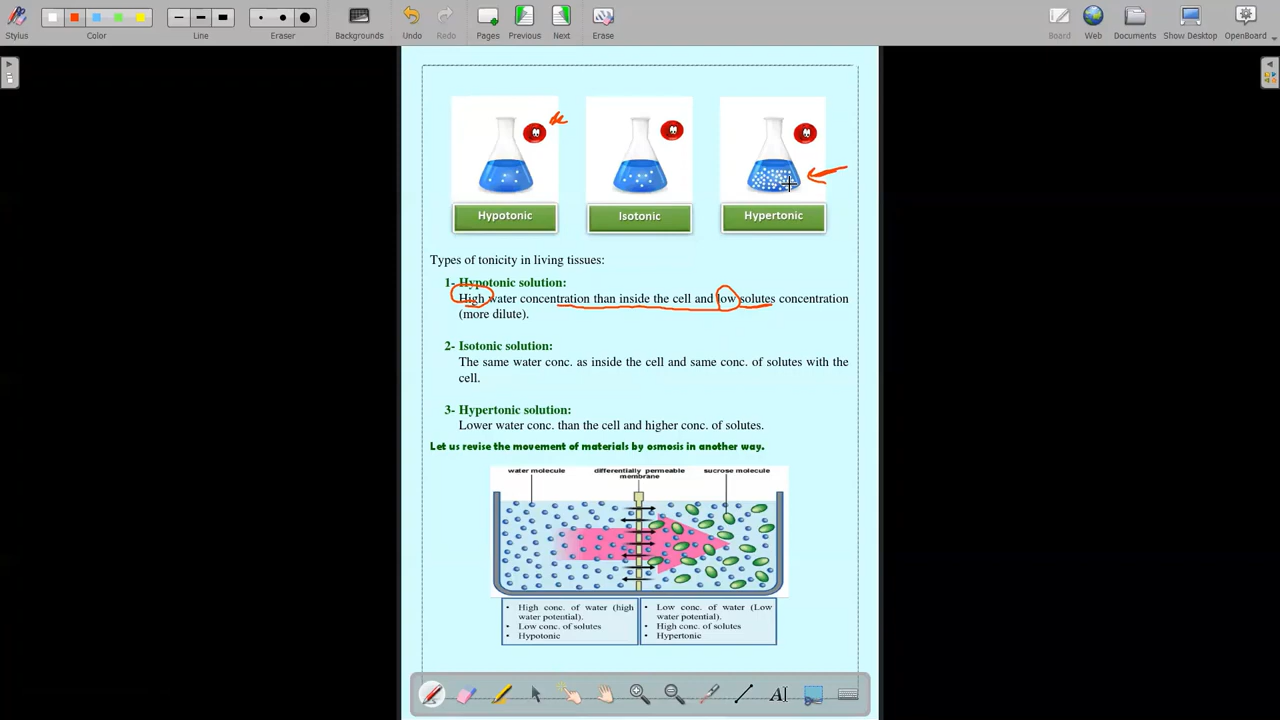 Stylus
Color
Line
Eraser
Backgrounds
Undo
Redo
Pages
Previous
Next
Erase
Board
Web
Documents
Show Desktop
OpenBoard
Hypotonic
Isotonic
Hypertonic
Types of tonicity in living tissues:
1- Hypotonic solution:
High water concentration than inside the cell and low solutes concentration
(more dilute).
2- Isotonic solution:
The same water conc. as inside the cell and same conc. of solutes with the
cell.
3- Hypertonic solution:
Lower water conc. than the cell and higher conc. of solutes.
Let us revise the movement of materials by osmosis in another way.
water molecule
differentially permeable
membrane
sucrose molecule
• High conc. of water (high
water potential).
• Low conc. of solutes
• Hypotonic
• Low conc. of water (Low
water potential).
• High conc. of solutes
• Hypertonic